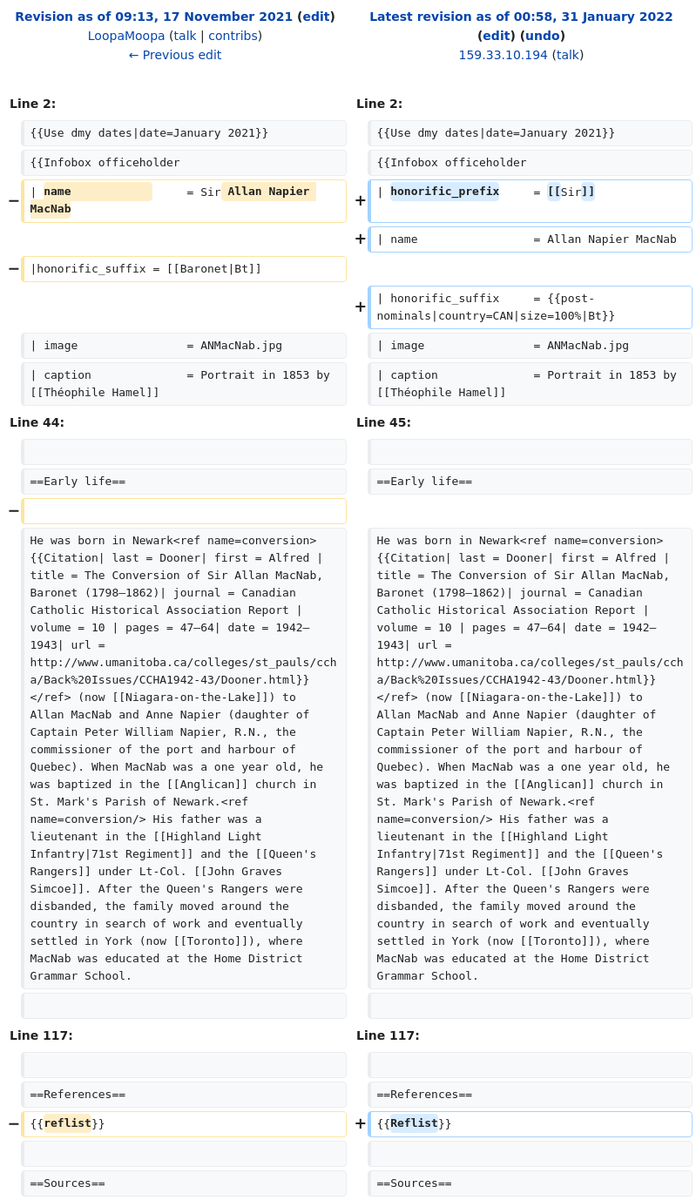 Revision as of 09:13, 17 November 2021 (edit)
LoopaMoopa (talk | contribs)
← Previous edit
Latest revision as of 00:58, 31 January 2022
(edit) (undo)
159.33.10.194 (talk)
Line 2:
Line 2:
{{Use dmy dates|date=January 2021}}
{{Use dmy dates|date=January 2021}}
{{Infobox officeholder
{{Infobox officeholder
− | name = Sir Allan Napier
MacNab
+ | honorific_prefix = [[Sir]]
+ | name = Allan Napier MacNab
− |honorific_suffix = [[Baronet|Bt]]
+ | honorific_suffix = {{post-
nominals|country=CAN|size=100%|Bt}}
| image = ANMacNab.jpg
| image = ANMacNab.jpg
| caption = Portrait in 1853 by
[[Théophile Hamel]]
| caption = Portrait in 1853 by
[[Théophile Hamel]]
Line 44:
Line 45:
==Early life==
==Early life==
−
He was born in Newark<ref name=conversion>
{{Citation| last = Dooner| first = Alfred |
title = The Conversion of Sir Allan MacNab,
Baronet (1798–1862)| journal = Canadian
Catholic Historical Association Report |
volume = 10 | pages = 47–64| date = 1942–
1943| url =
http://www.umanitoba.ca/colleges/st_pauls/cch
a/Back%20Issues/CCHA1942-43/Dooner.html}}
</ref> (now [[Niagara-on-the-Lake]]) to
Allan MacNab and Anne Napier (daughter of
Captain Peter William Napier, R.N., the
commissioner of the port and harbour of
Quebec). When MacNab was a one year old, he
was baptized in the [[Anglican]] church in
St. Mark's Parish of Newark.<ref
name=conversion/> His father was a
lieutenant in the [[Highland Light
Infantry|71st Regiment]] and the [[Queen's
Rangers]] under Lt-Col. [[John Graves
Simcoe]]. After the Queen's Rangers were
disbanded, the family moved around the
country in search of work and eventually
settled in York (now [[Toronto]]), where
MacNab was educated at the Home District
Grammar School.
He was born in Newark<ref name=conversion>
{{Citation| last = Dooner| first = Alfred |
title = The Conversion of Sir Allan MacNab,
Baronet (1798–1862)| journal = Canadian
Catholic Historical Association Report |
volume = 10 | pages = 47–64| date = 1942–
1943| url =
http://www.umanitoba.ca/colleges/st_pauls/cch
a/Back%20Issues/CCHA1942-43/Dooner.html}}
</ref> (now [[Niagara-on-the-Lake]]) to
Allan MacNab and Anne Napier (daughter of
Captain Peter William Napier, R.N., the
commissioner of the port and harbour of
Quebec). When MacNab was a one year old, he
was baptized in the [[Anglican]] church in
St. Mark's Parish of Newark.<ref
name=conversion/> His father was a
lieutenant in the [[Highland Light
Infantry|71st Regiment]] and the [[Queen's
Rangers]] under Lt-Col. [[John Graves
Simcoe]]. After the Queen's Rangers were
disbanded, the family moved around the
country in search of work and eventually
settled in York (now [[Toronto]]), where
MacNab was educated at the Home District
Grammar School.
Line 117:
Line 117:
==References==
==References==
− {{reflist}}
+ {{Reflist}}
==Sources==
==Sources==